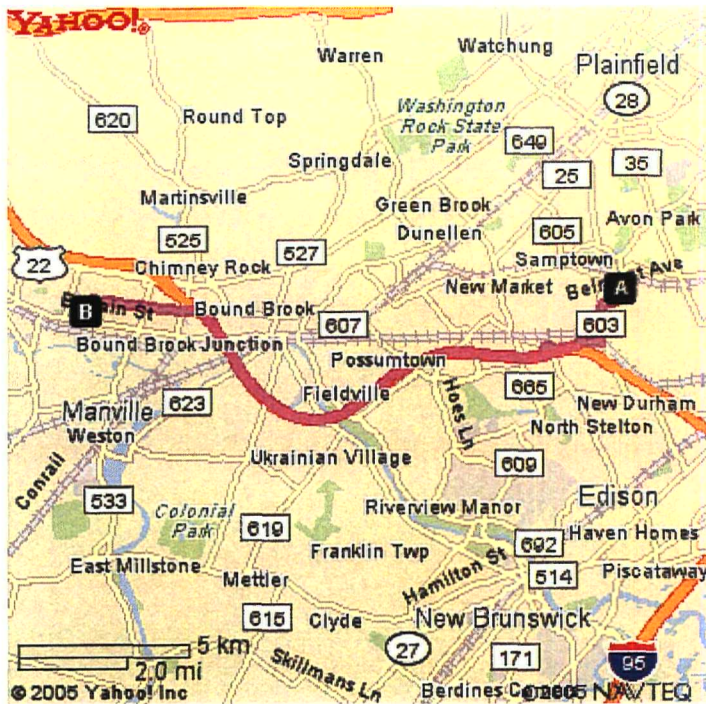 YAHOO!
Warren
Watchung
Plainfield
28
620
Round Top
Washington
Rock State
Park
649
Springdale
25
35
Martinsville
Green Brook
Dunellen
605
Avon Park
525
527
22
Chimney Rock
Samptown
New Market
A
B
Bound Brook
607
603
Bound Brook Junction
Possumtown
Fieldville
665
623
Hoes Ln
New Durham
Manville
Weston
North Stelton
Conrail
Ukrainian Village
609
533
Colonial
Park
619
Riverview Manor
Edison
Franklin Twp
692
Haven Homes
East Millstone
Mettler
Hamilton St
514
Piscataway
615
Clyde
New Brunswick
27
5 km
2.0 mi
Skillmans Ln
171
95
© 2005 Yahoo! Inc
Berdines
NAVTEQ